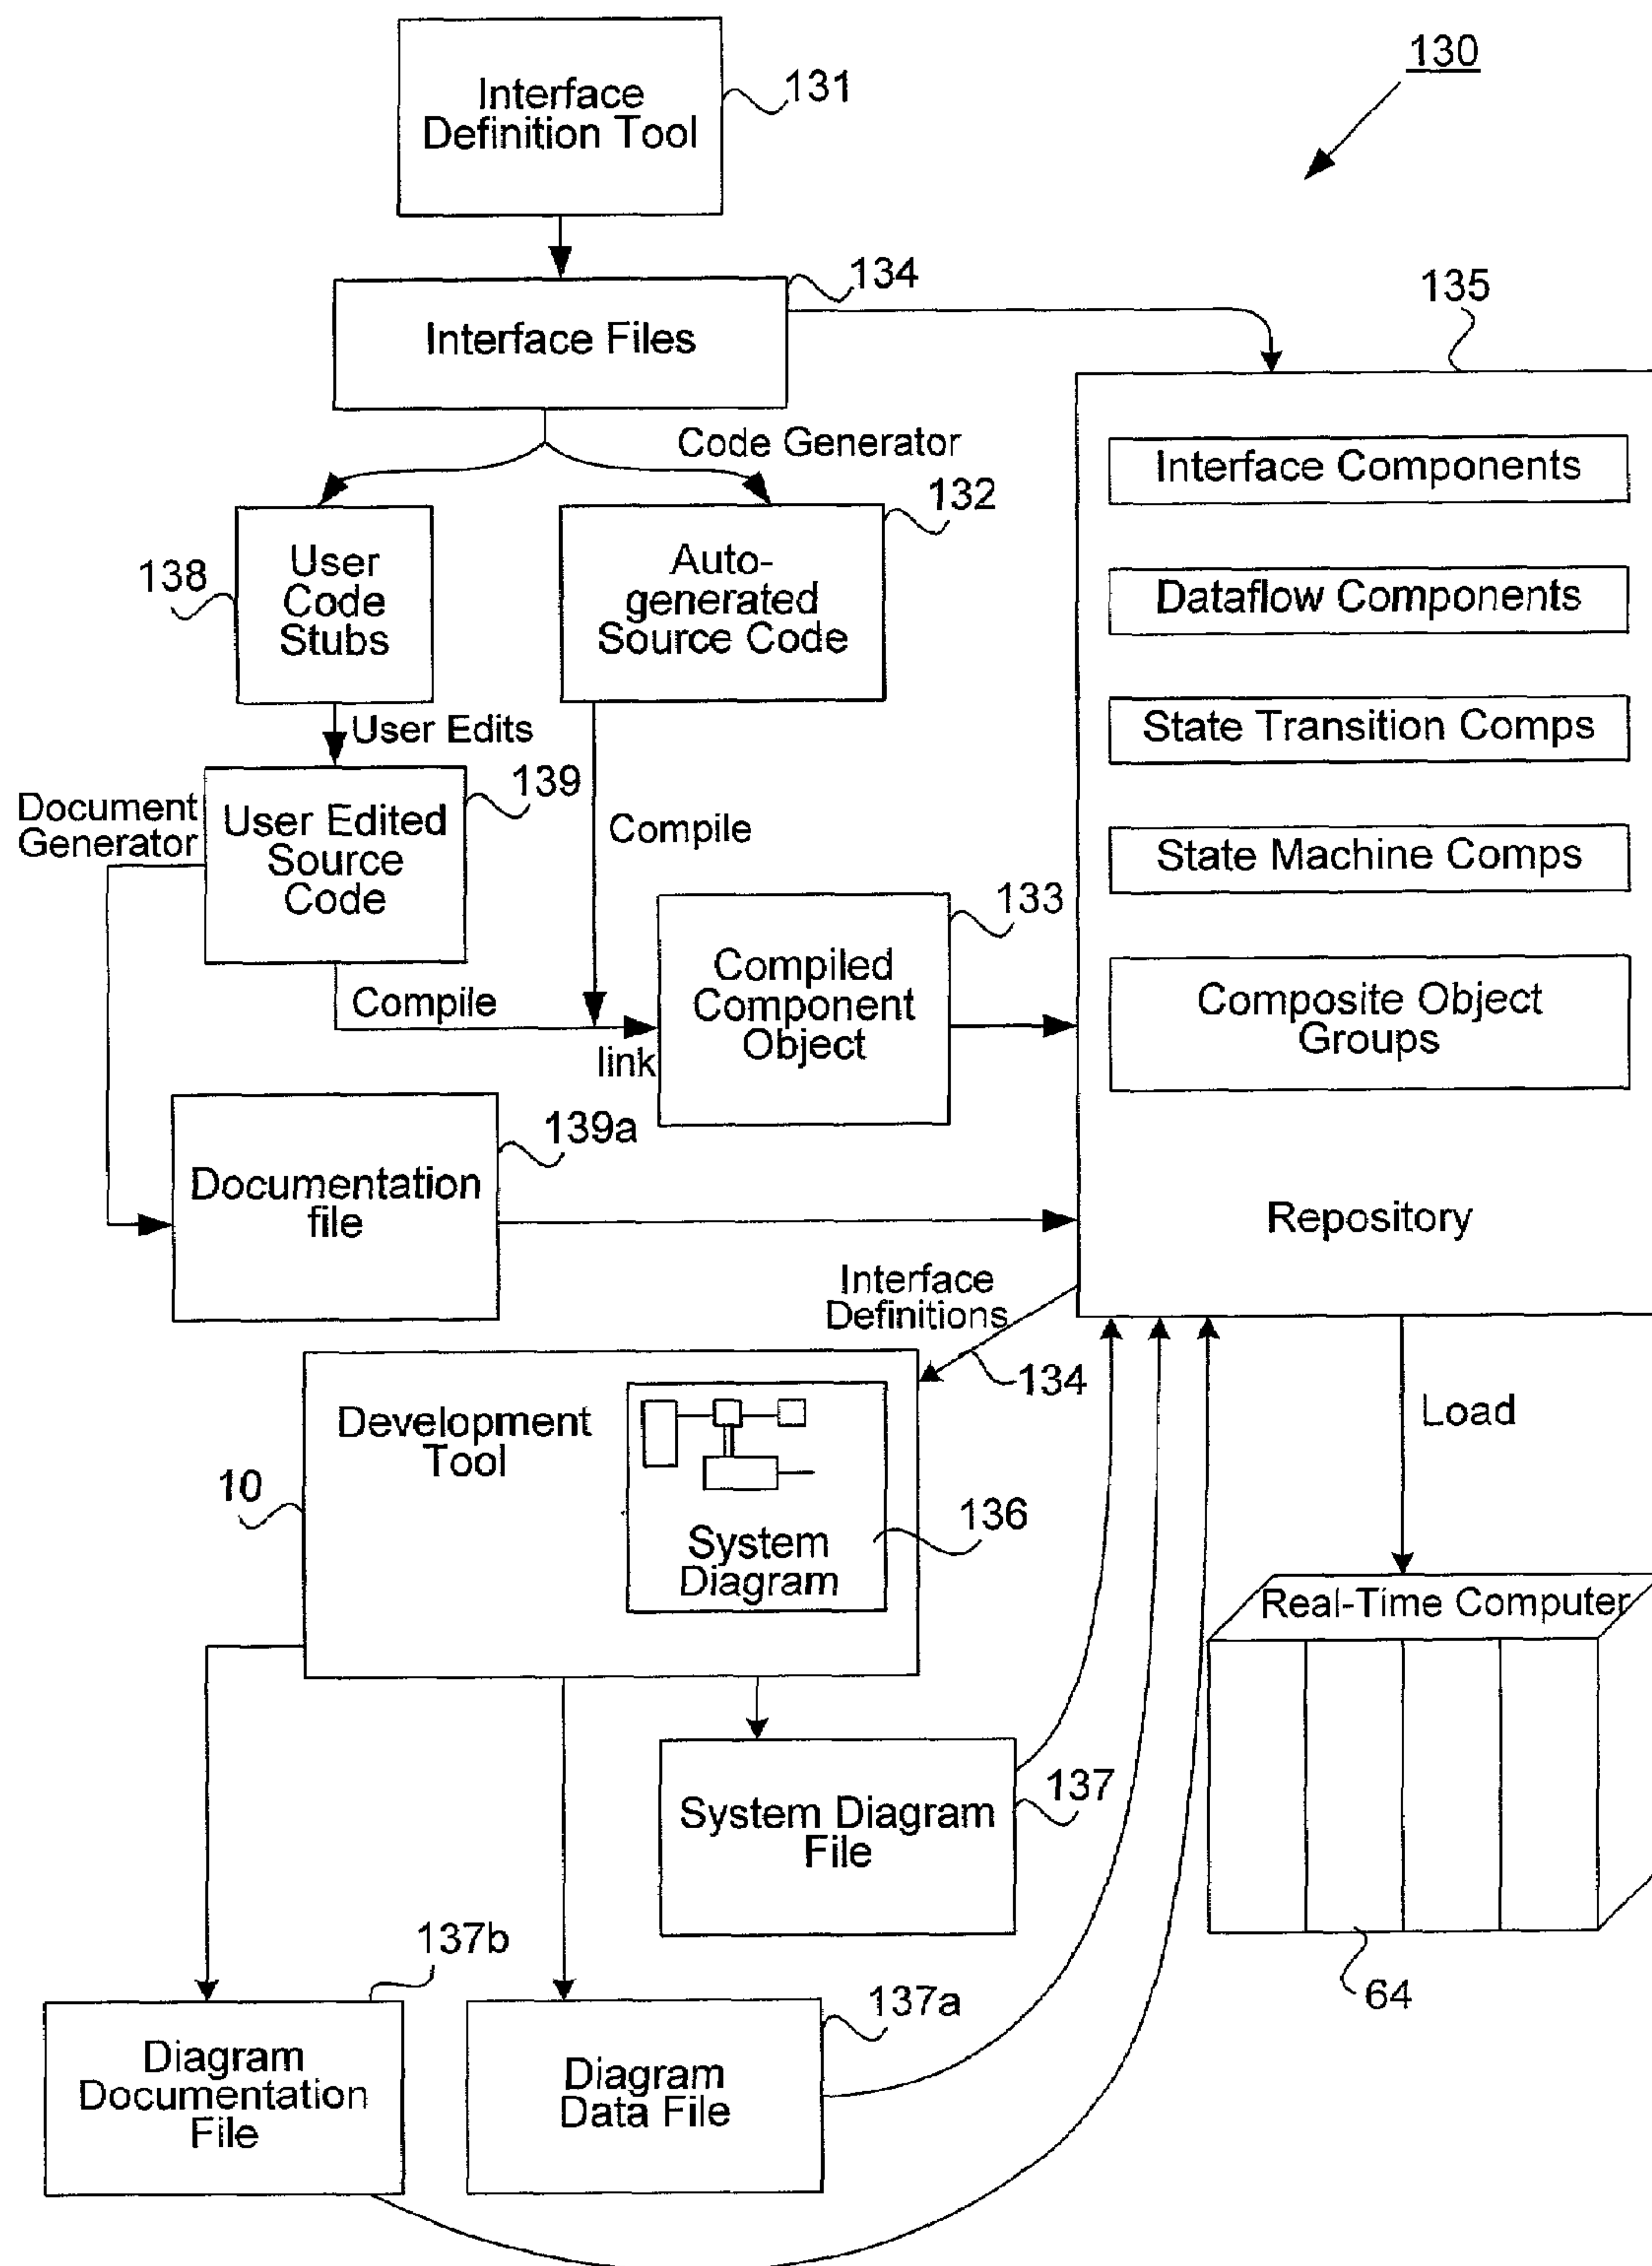 130
Interface
Definition Tool
131
134
Interface Files
135
Code Generator
Interface Components
132
138
User
Code
Stubs
Auto-
generated
Source Code
Dataflow Components
User Edits
State Transition Comps
139
Document
Generator
User Edited
Source
Code
Compile
State Machine Comps
133
Compile
link
Compiled
Component
Object
Composite Object
Groups
139a
Documentation
file
Repository
Interface
Definitions
134
Development
Tool
Load
10
136
System
Diagram
Real-Time Computer
137
System Diagram
File
137b
137a
64
Diagram
Documentation
File
Diagram
Data File